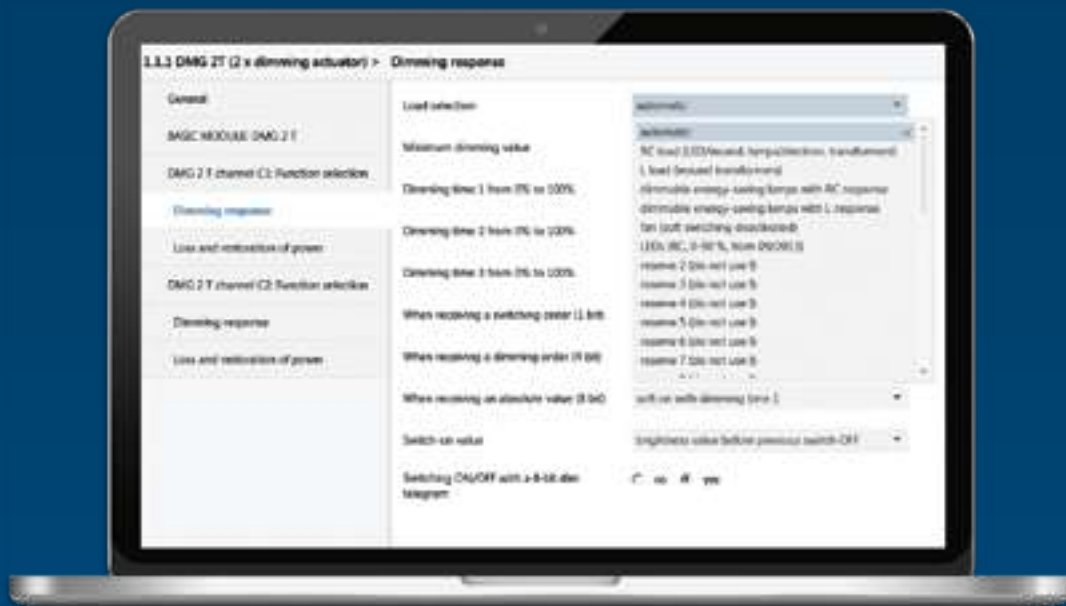 1.1.1 DMG 2T (2 x dimming actuator) > Dimming response
General
BASIC MODULE DMG 2 T
DMG 2 T channel C1: Function selection
Dimming response
Loss and restoration of power
DMG 2 T channel C2: Function selection
Dimming response
Loss and restoration of power
Load selection
automatic
automatic
RC load (LED/incand. lamps/electron. transformers)
L load (wound transformers)
dimmable energy-saving lamps with RC response
dimmable energy-saving lamps with L response
fan (soft switching deactivated)
LEDs (RC, 0-90 %,
reserve 2 (do not use !)
reserve 3 (do not use !)
reserve 4 (do not use !)
reserve 5 (do not use !)
reserve 6 (do not use !)
reserve 7 (do not use !)
Minimum dimming value
Dimming time 1 from 0% to 100%
Dimming time 2 from 0% to 100%
Dimming time 3 from 0% to 100%
When receiving a switching order (1 bit)
When receiving a dimming order (4 bit)
When receiving an absolute value (8 bit)
soft on with dimming time 1
Switch-on value
brightness value before previous switch-OFF
Switching ON/OFF with a 4-bit dim
telegram
no yes